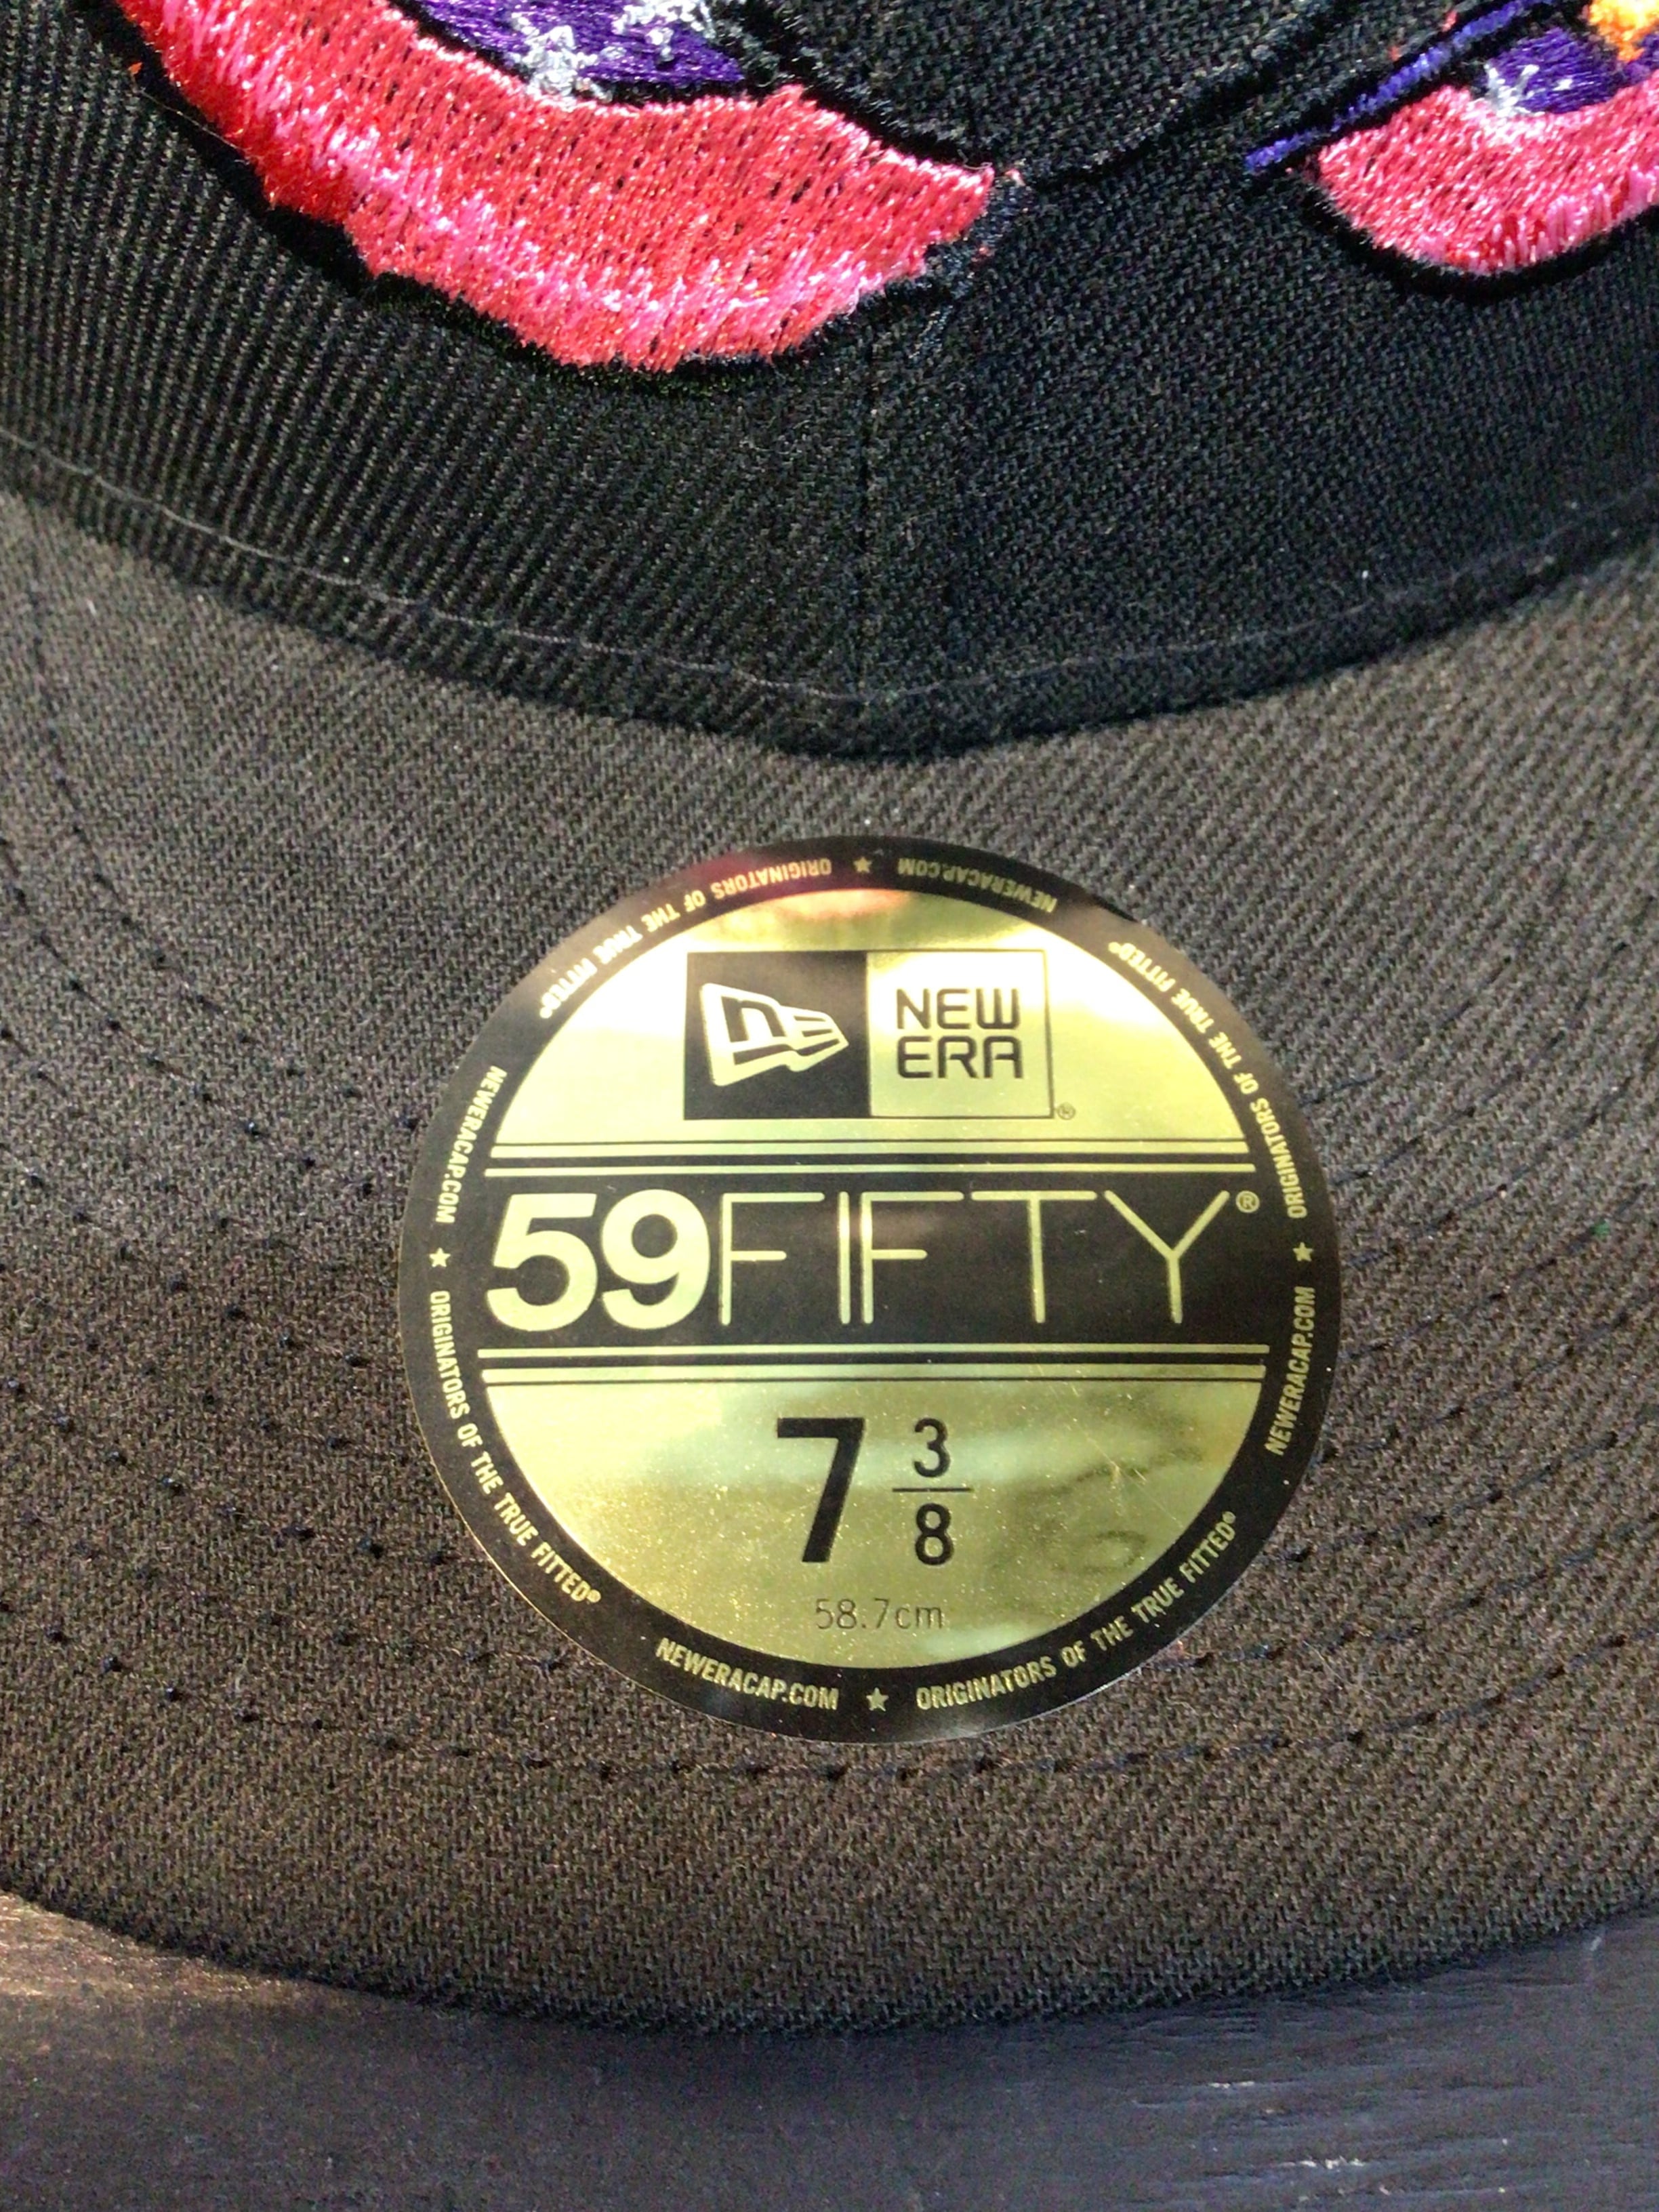 NEW
ERA®
59FIFTY®
7 3/8
58.7cm
NEWERACAP.COM ★ ORIGINATORS OF THE TRUE FITTED®
NEWERACAP.COM ★ ORIGINATORS OF THE TRUE FITTED®
NEWERACAP.COM ★ ORIGINATORS OF THE TRUE FITTED®
NEWERACAP.COM ★ ORIGINATORS OF THE TRUE FITTED®